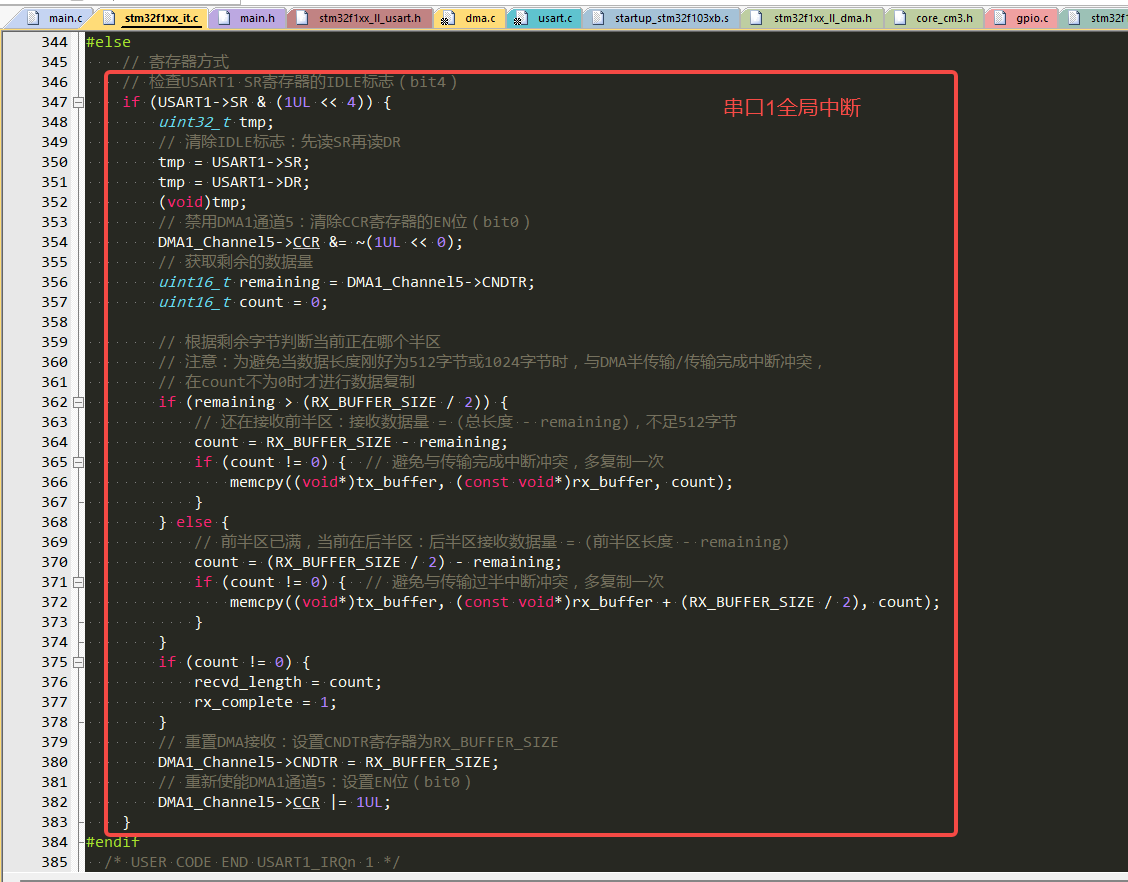 main.c stm32f1xx_it.c main.h stm32f1xx_ll_usart.h dma.c usart.c startup_stm32f103xb.s stm32f1xx_ll_dma.h core_cm3.h gpio.c stm32f1
344 #else
345 // 寄存器方式
346 // 检查USART1 SR寄存器的IDLE标志（bit4）
347 if (USART1->SR & (1UL << 4)) {
串口1全局中断
348 uint32_t tmp;
349 // 清除IDLE标志：先读SR再读DR
350 tmp = USART1->SR;
351 tmp = USART1->DR;
352 (void)tmp;
353 // 禁用DMA1通道5：清除CCR寄存器的EN位（bit0）
354 DMA1_Channel5->CCR &= ~(1UL << 0);
355 // 获取剩余的数据量
356 uint16_t remaining = DMA1_Channel5->CNDTR;
357 uint16_t count = 0;
358
359 // 根据剩余字节判断当前正在哪个半区
360 // 注意：为避免当数据长度刚好为512字节或1024字节时，与DMA半传输/传输完成中断冲突，
361 // 在count不为0时才进行数据复制
362 if (remaining > (RX_BUFFER_SIZE / 2)) {
363 // 还在接收前半区：接收数据量 = (总长度 - remaining)，不足512字节
364 count = RX_BUFFER_SIZE - remaining;
365 if (count != 0) { // 避免与传输完成中断冲突，多复制一次
366 memcpy((void*)tx_buffer, (const void*)rx_buffer, count);
367 }
368 } else {
369 // 前半区已满，当前在后半区：后半区接收数据量 = (前半区长度 - remaining)
370 count = (RX_BUFFER_SIZE / 2) - remaining;
371 if (count != 0) { // 避免与传输过半中断冲突，多复制一次
372 memcpy((void*)tx_buffer, (const void*)rx_buffer + (RX_BUFFER_SIZE / 2), count);
373 }
374 }
375 if (count != 0) {
376 recvd_length = count;
377 rx_complete = 1;
378 }
379 // 重置DMA接收：设置CNDTR寄存器为RX_BUFFER_SIZE
380 DMA1_Channel5->CNDTR = RX_BUFFER_SIZE;
381 // 重新使能DMA1通道5：设置EN位（bit0）
382 DMA1_Channel5->CCR |= 1UL;
383 }
384 #endif
385 /* USER CODE END USART1_IRQn 1 */